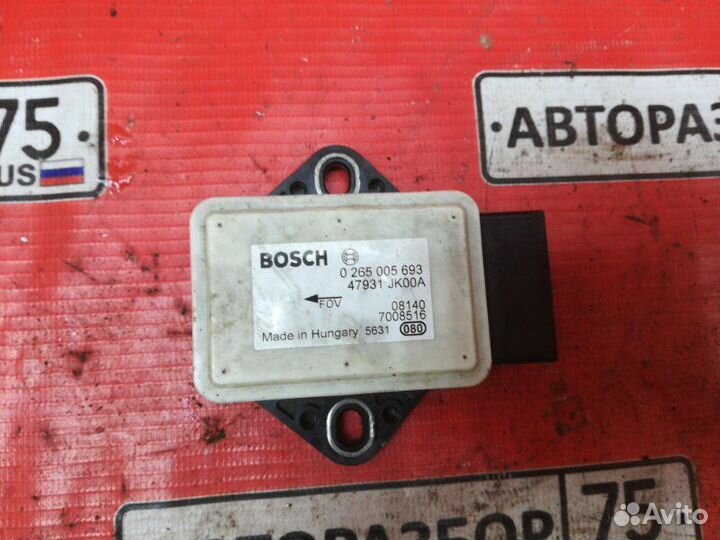 75
RUS
•АВТОРАЗ
BOSCH
0 265 005 693
47931 JK00A
FOV
08140
7008516
Made in Hungary 5631 080
АВТОРАЗБОР
75
Avito